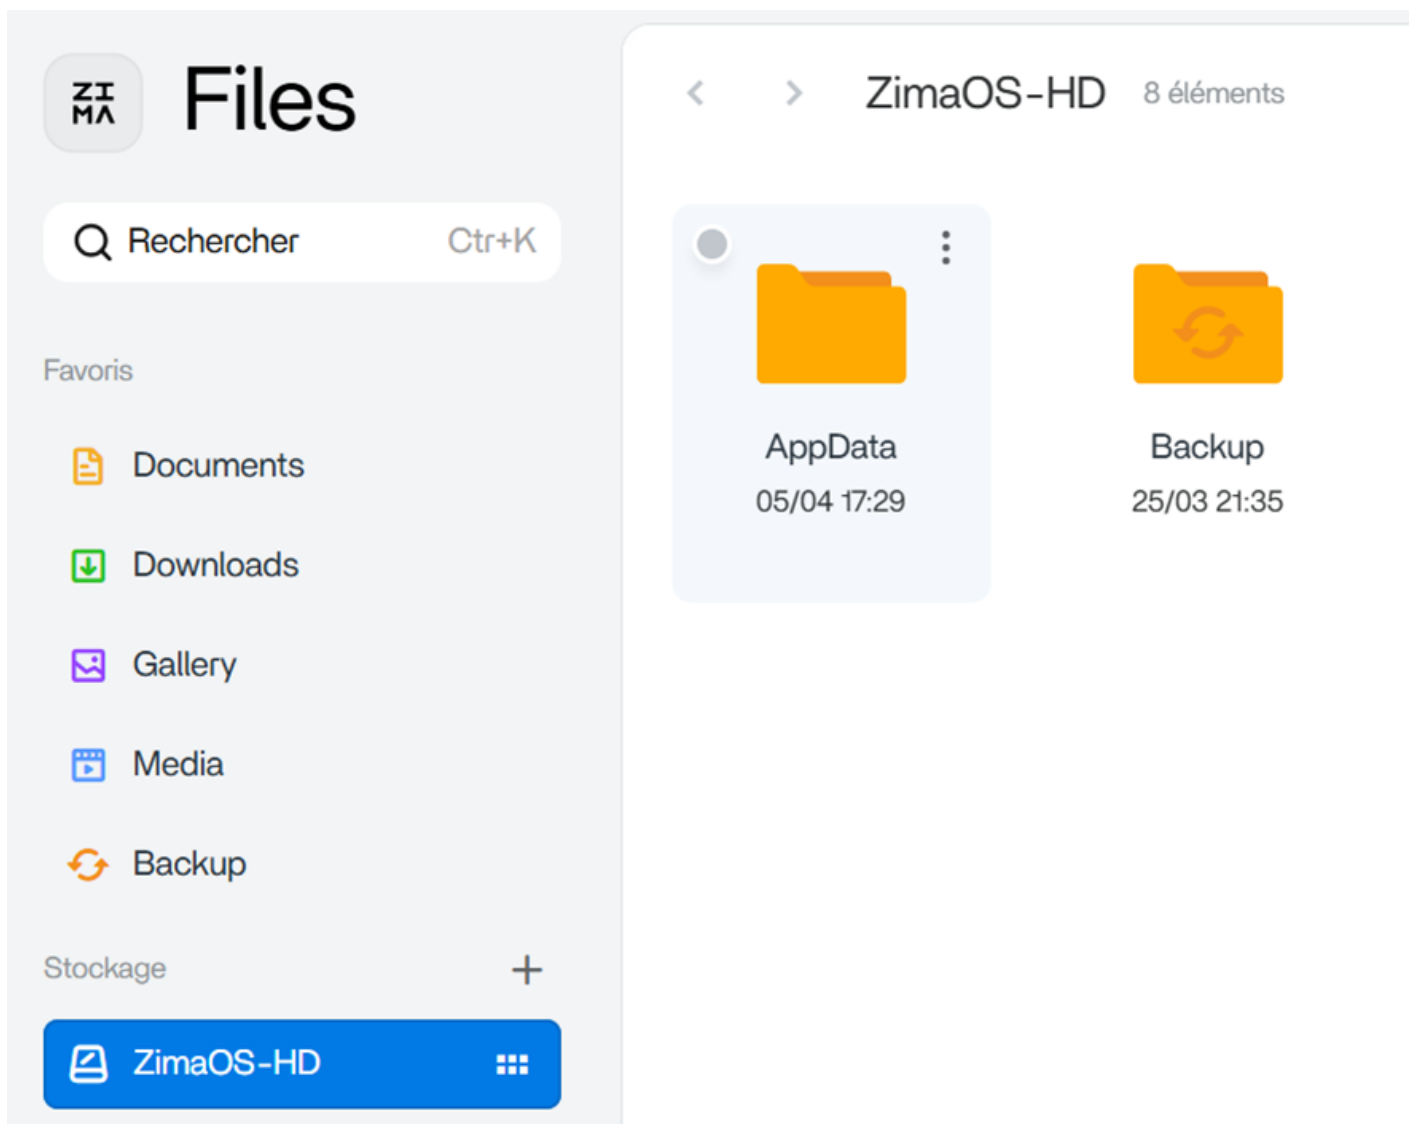 ZI
MA
Files
Rechercher Ctr+K
Favoris
Documents
Downloads
Gallery
Media
Backup
Stockage
ZimaOS-HD
ZimaOS-HD 8 éléments
AppData
05/04 17:29
Backup
25/03 21:35